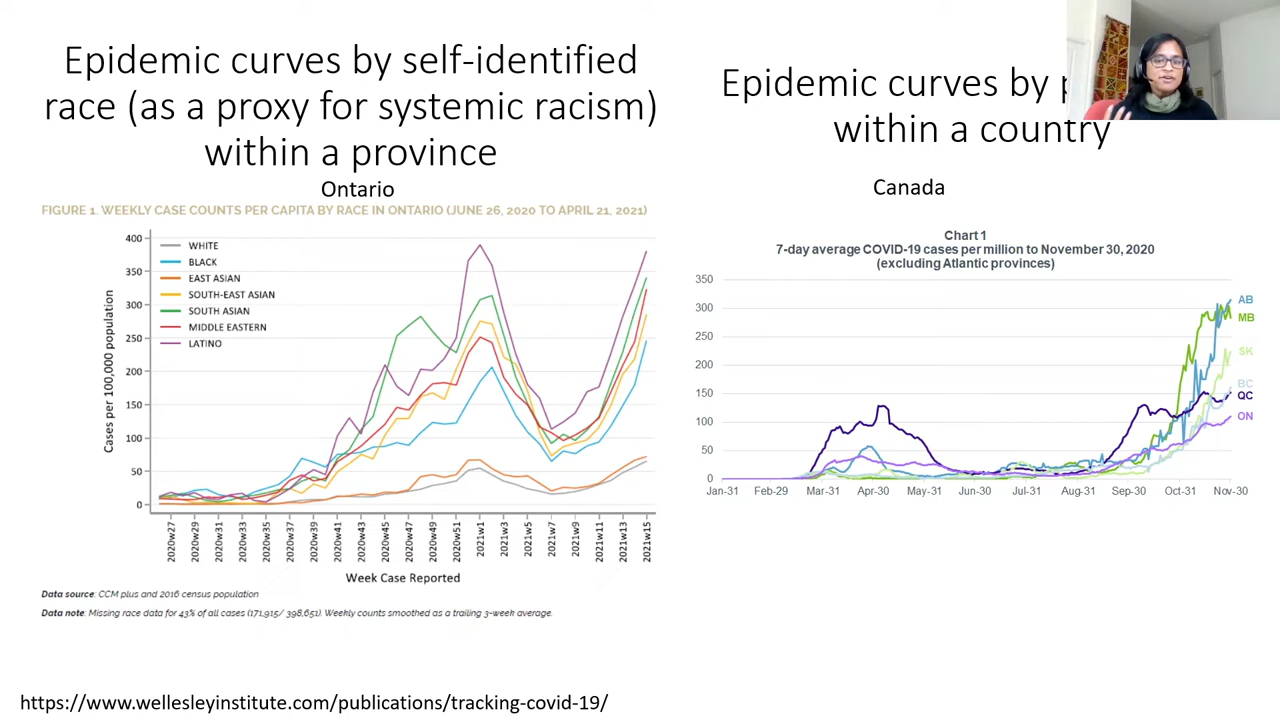 Epidemic curves by self-identified
race (as a proxy for systemic racism)
within a province
Ontario
FIGURE 1. WEEKLY CASE COUNTS PER CAPITA BY RACE IN ONTARIO (JUNE 26, 2020 TO APRIL 21, 2021)
WHITE
BLACK
EAST ASIAN
SOUTH-EAST ASIAN
SOUTH ASIAN
MIDDLE EASTERN
LATINO
Cases per 100,000 population
400
350
300
250
200
150
100
50
0
2020w27
2020w29
2020w31
2020w33
2020w35
2020w37
2020w39
2020w41
2020w43
2020w45
2020w47
2020w49
2020w51
2021w1
2021w3
2021w5
2021w7
2021w9
2021w11
2021w13
2021w15
Week Case Reported
Data source: CCM plus and 2016 census population
Data note: Missing race data for 43% of all cases (171,915/ 398,651). Weekly counts smoothed as a trailing 3-week average.
Epidemic curves by
within a country
Canada
Chart 1
7-day average COVID-19 cases per million to November 30, 2020
(excluding Atlantic provinces)
350
300
250
200
150
100
50
0
Jan-31 Feb-29 Mar-31 Apr-30 May-31 Jun-30 Jul-31 Aug-31 Sep-30 Oct-31 Nov-30
AB
MB
SK
BC
QC
ON
https://www.wellesleyinstitute.com/publications/tracking-covid-19/